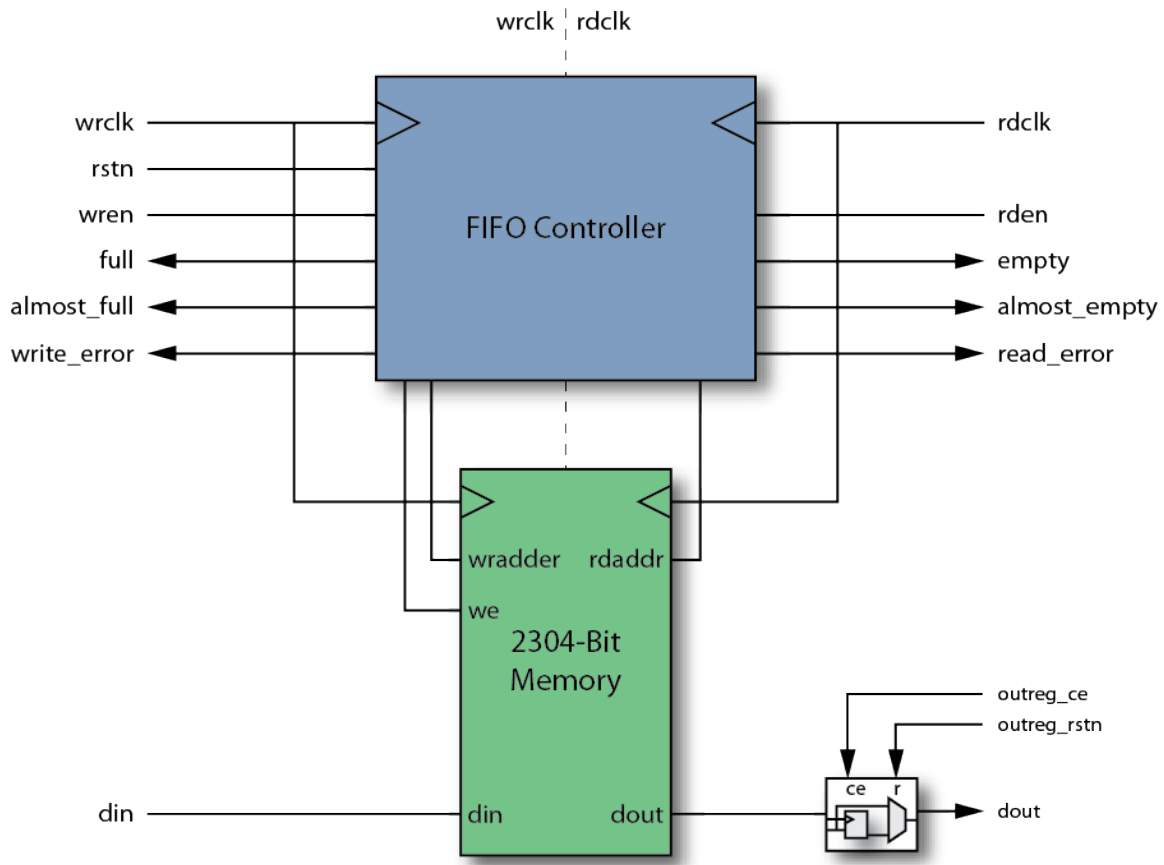 wrclk rdclk
wrclk
rdclk
rstn
wren
FIFO Controller
rden
full
empty
almost_full
almost_empty
write_error
read_error
wradder
rdaddr
we
2304-Bit
Memory
outreg_ce
outreg_rstn
ce r
din
din
dout
dout